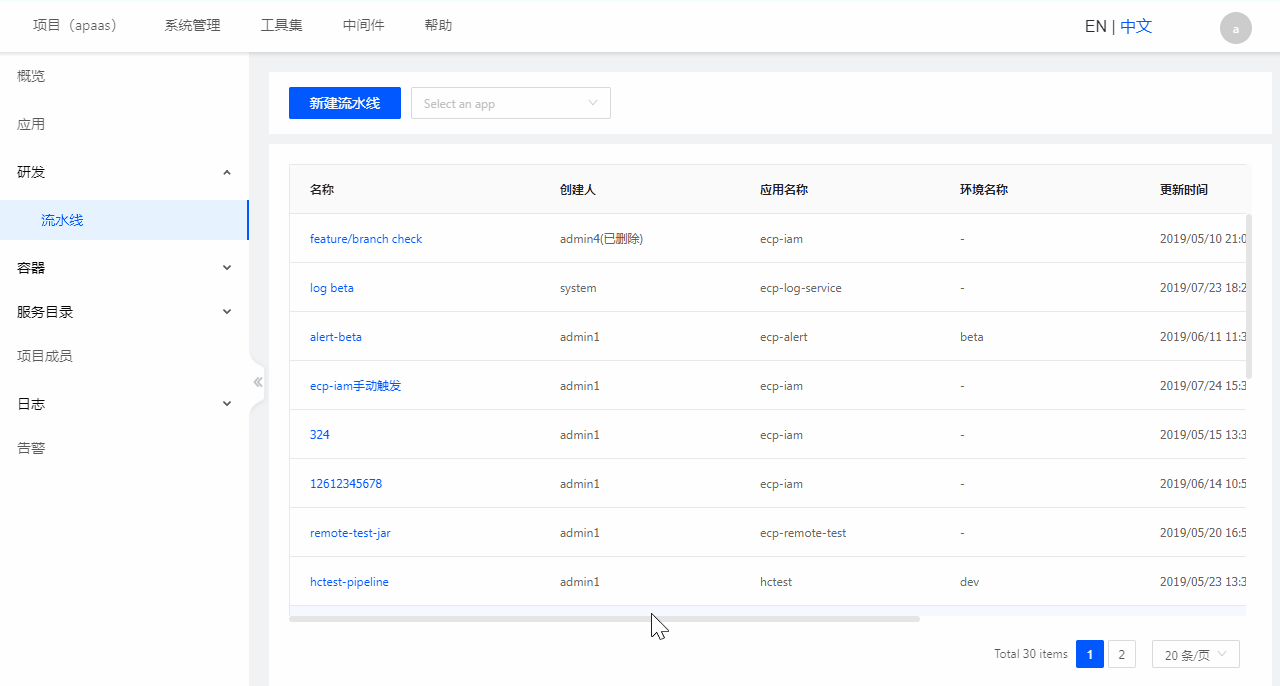 项目（apaas） 系统管理 工具集 中间件 帮助 EN | 中文 a
概览
应用
研发
流水线
容器
服务目录
项目成员
日志
告警
新建流水线 Select an app
名称 创建人 应用名称 环境名称 更新时间
feature/branch check admin4(已删除) ecp-iam - 2019/05/10 21:0
log beta system ecp-log-service - 2019/07/23 18:2
alert-beta admin1 ecp-alert beta 2019/06/11 11:3
ecp-iam手动触发 admin1 ecp-iam - 2019/07/24 15:3
324 admin1 ecp-iam - 2019/05/15 13:3
12612345678 admin1 ecp-iam - 2019/06/14 10:5
remote-test-jar admin1 ecp-remote-test - 2019/05/20 16:5
hctest-pipeline admin1 hctest dev 2019/05/23 13:3
Total 30 items 1 2 20 条/页